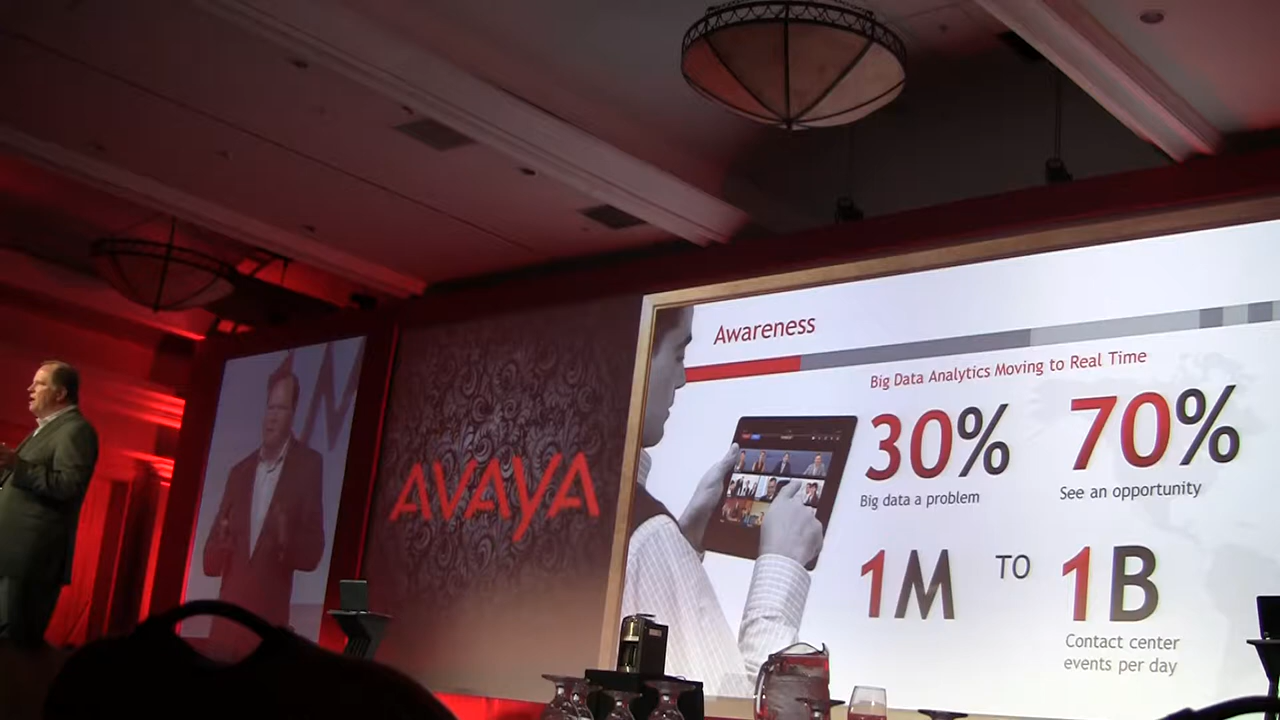 AVAYA
Awareness
Big Data Analytics Moving to Real Time
30% 70%
Big data a problem See an opportunity
1M TO 1B
Contact center
events per day